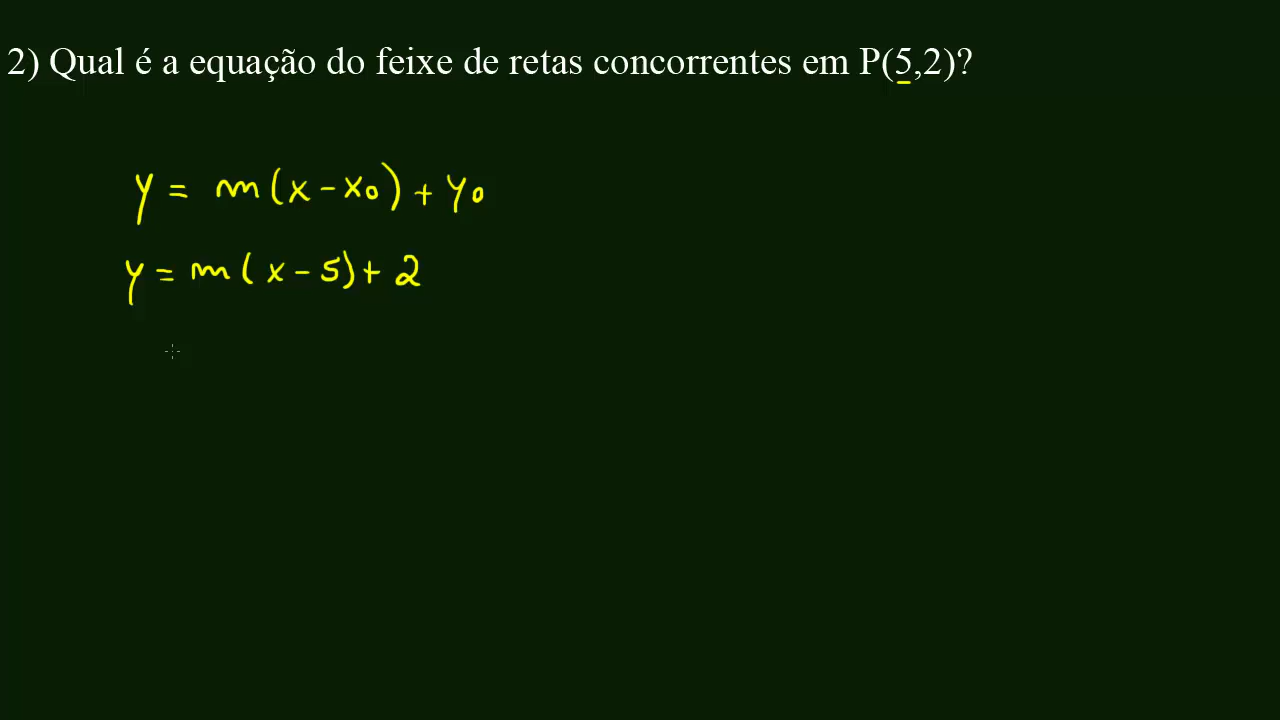 2) Qual é a equação do feixe de retas concorrentes em P(5,2)?
y = m(x - x₀) + y₀
y = m(x - 5) + 2